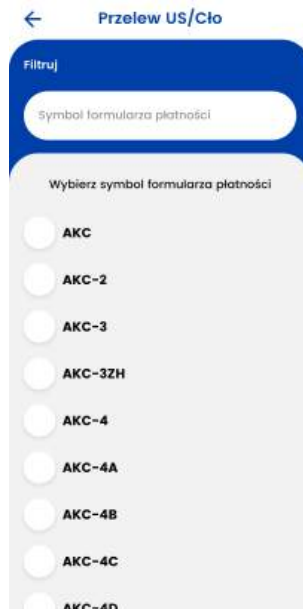 Przelew US/Cło
Filtruj
Symbol formularza płatności
Wybierz symbol formularza płatności
AKC
AKC-2
AKC-3
AKC-3ZH
AKC-4
AKC-4A
AKC-4B
AKC-4C
AKC-4D